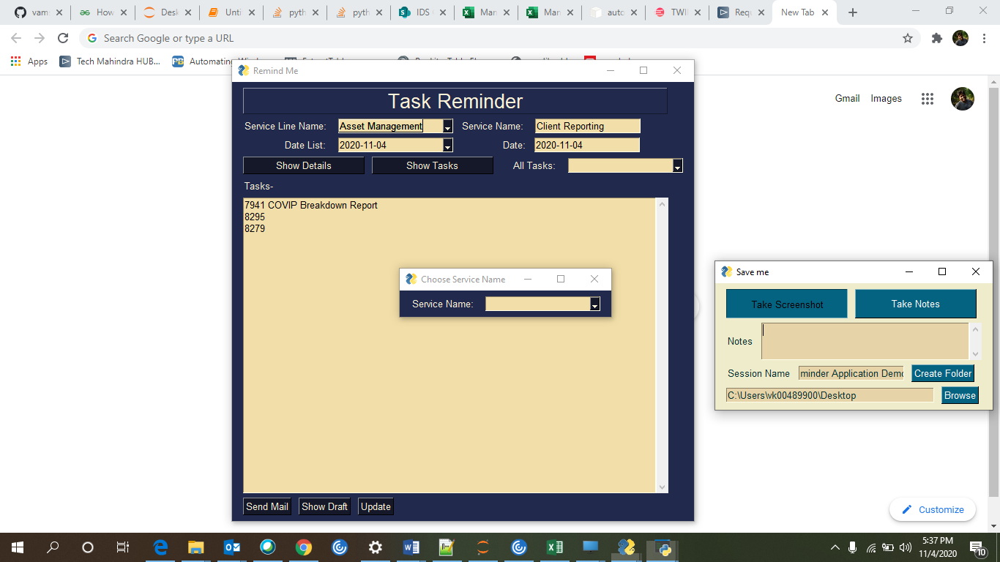 vam
How
Desk
Unti
pyth
pyth
IDS
Man
Man
auto
TWI
Requ
New Tab
Search Google or type a URL
Apps
Tech Mahindra HUB...
Automating
Gmail
Images
Remind Me
Task Reminder
Service Line Name: Asset Management Service Name: Client Reporting
Date List: 2020-11-04 Date: 2020-11-04
Show Details Show Tasks All Tasks:
Tasks-
7941 COVIP Breakdown Report
8295
8279
Choose Service Name
Service Name:
Save me
Take Screenshot Take Notes
Notes
Session Name minder Application Demo Create Folder
C:\Users\vk00489900\Desktop Browse
Send Mail Show Draft Update
Customize
5:37 PM
11/4/2020
10